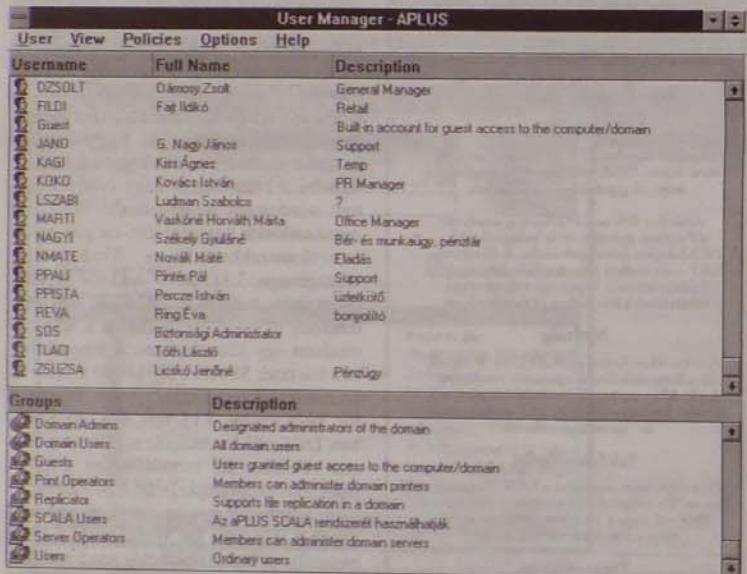 User Manager - APLUS
User View Policies Options Help
Username Full Name Description
DZSOLT Dámosy Zsolt General Manager
FILDI Fajt Ildikó Retail
Guest Built-in account for guest access to the computer/domain
JANO G. Nagy János Support
KAGI Kiss Ágnes Temp
KOKO Kovács István PR Manager
LSZABI Ludman Szabolcs ?
MARTI Vaskóné Horváth Márta Office Manager
NAGYI Székely Gyuláné Bér- és munkaügy, pénztár
NMATE Novák Máté Eladás
PPALI Pintér Pál Support
PPISTA Percze István üzletkötő
REVA Ring Éva bonyolító
SOS Biztonsági Adminisztrator
TLACI Tóth László
ZSUZSA Licskó Jenőné Pénzügy
Groups Description
Domain Admins Designated administrators of the domain
Domain Users All domain users
Guests Users granted guest access to the computer/domain
Print Operators Members can administer domain printers
Replicator Supports file replication in a domain
SCALA Users Az aPLUS SCALA rendszerét használhatják
Server Operators Members can administer domain servers
Users Ordinary users